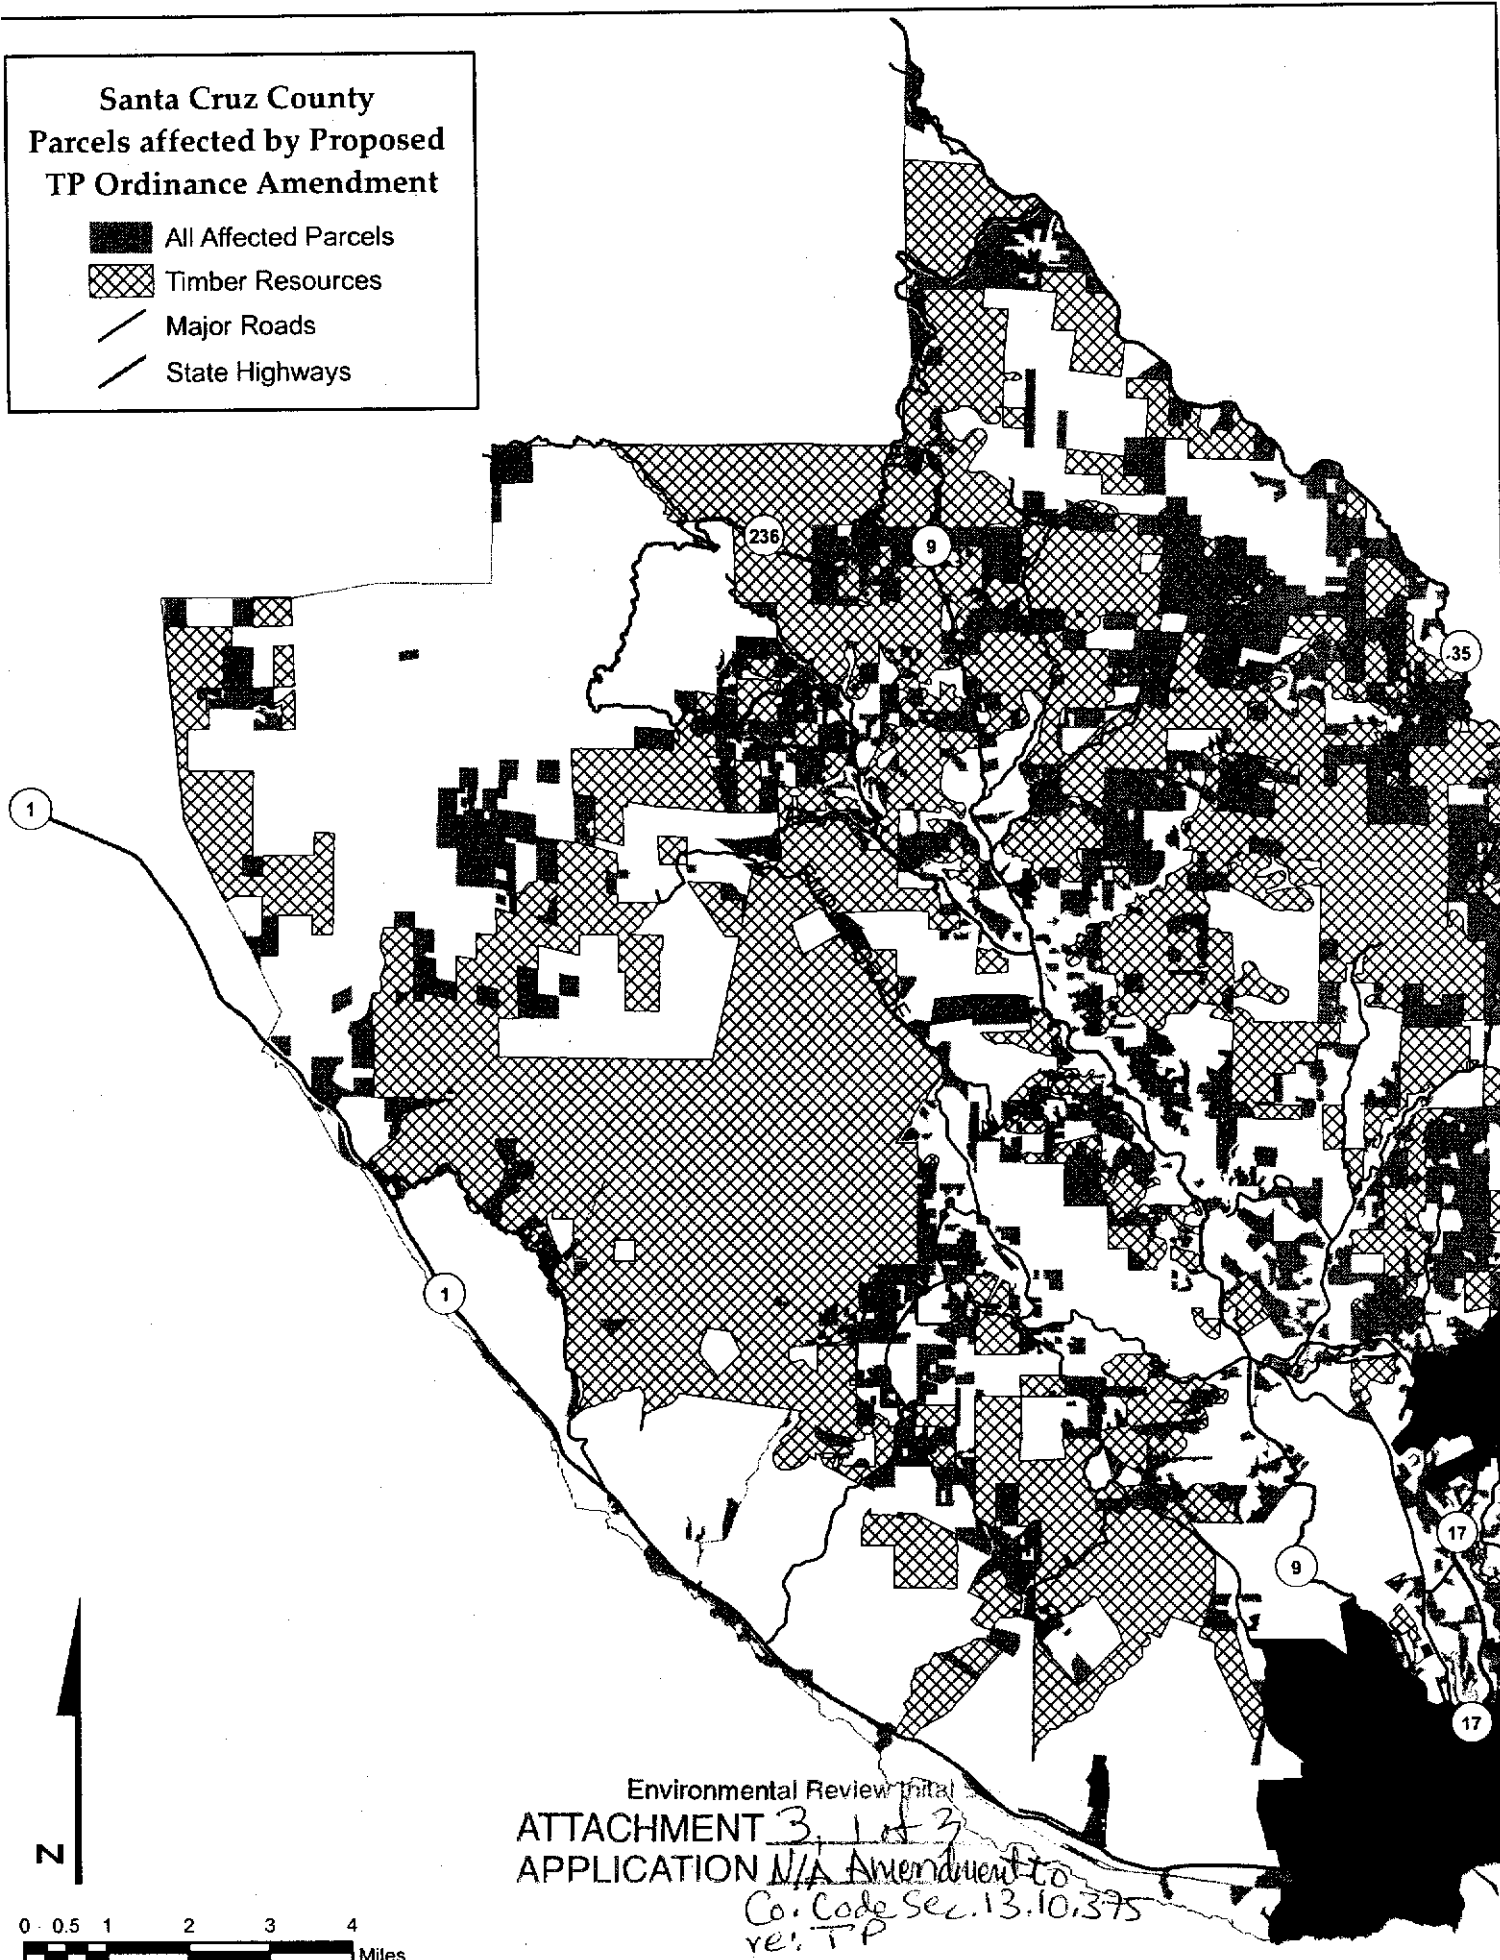 Santa Cruz County
Parcels affected by Proposed
TP Ordinance Amendment
All Affected Parcels
Timber Resources
Major Roads
State Highways
236
9
35
1
1
17
9
17
N
Environmental Review Inital
ATTACHMENT 3, 1 of 3
APPLICATION N/A Amendment to
Co. Code Sec. 13.10.375
re: TP
0 0.5 1 2 3 4
Miles